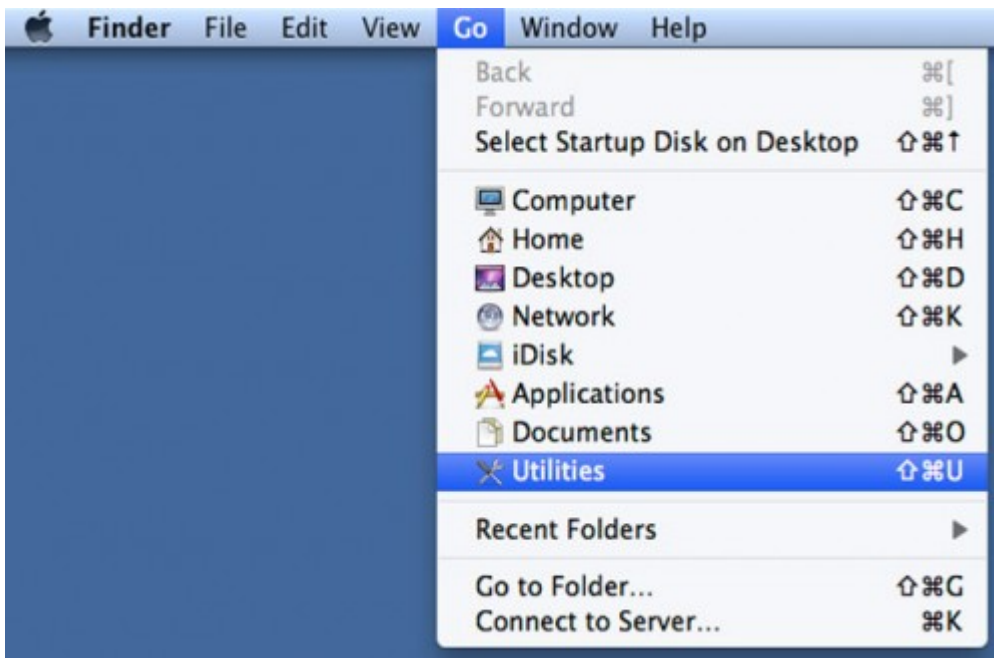 Finder File Edit View Go Window Help
Back ⌘[
Forward ⌘]
Select Startup Disk on Desktop ⇧⌘↑
Computer ⇧⌘C
Home ⇧⌘H
Desktop ⇧⌘D
Network ⇧⌘K
iDisk ▶
Applications ⇧⌘A
Documents ⇧⌘O
Utilities ⇧⌘U
Recent Folders ▶
Go to Folder... ⇧⌘G
Connect to Server... ⌘K